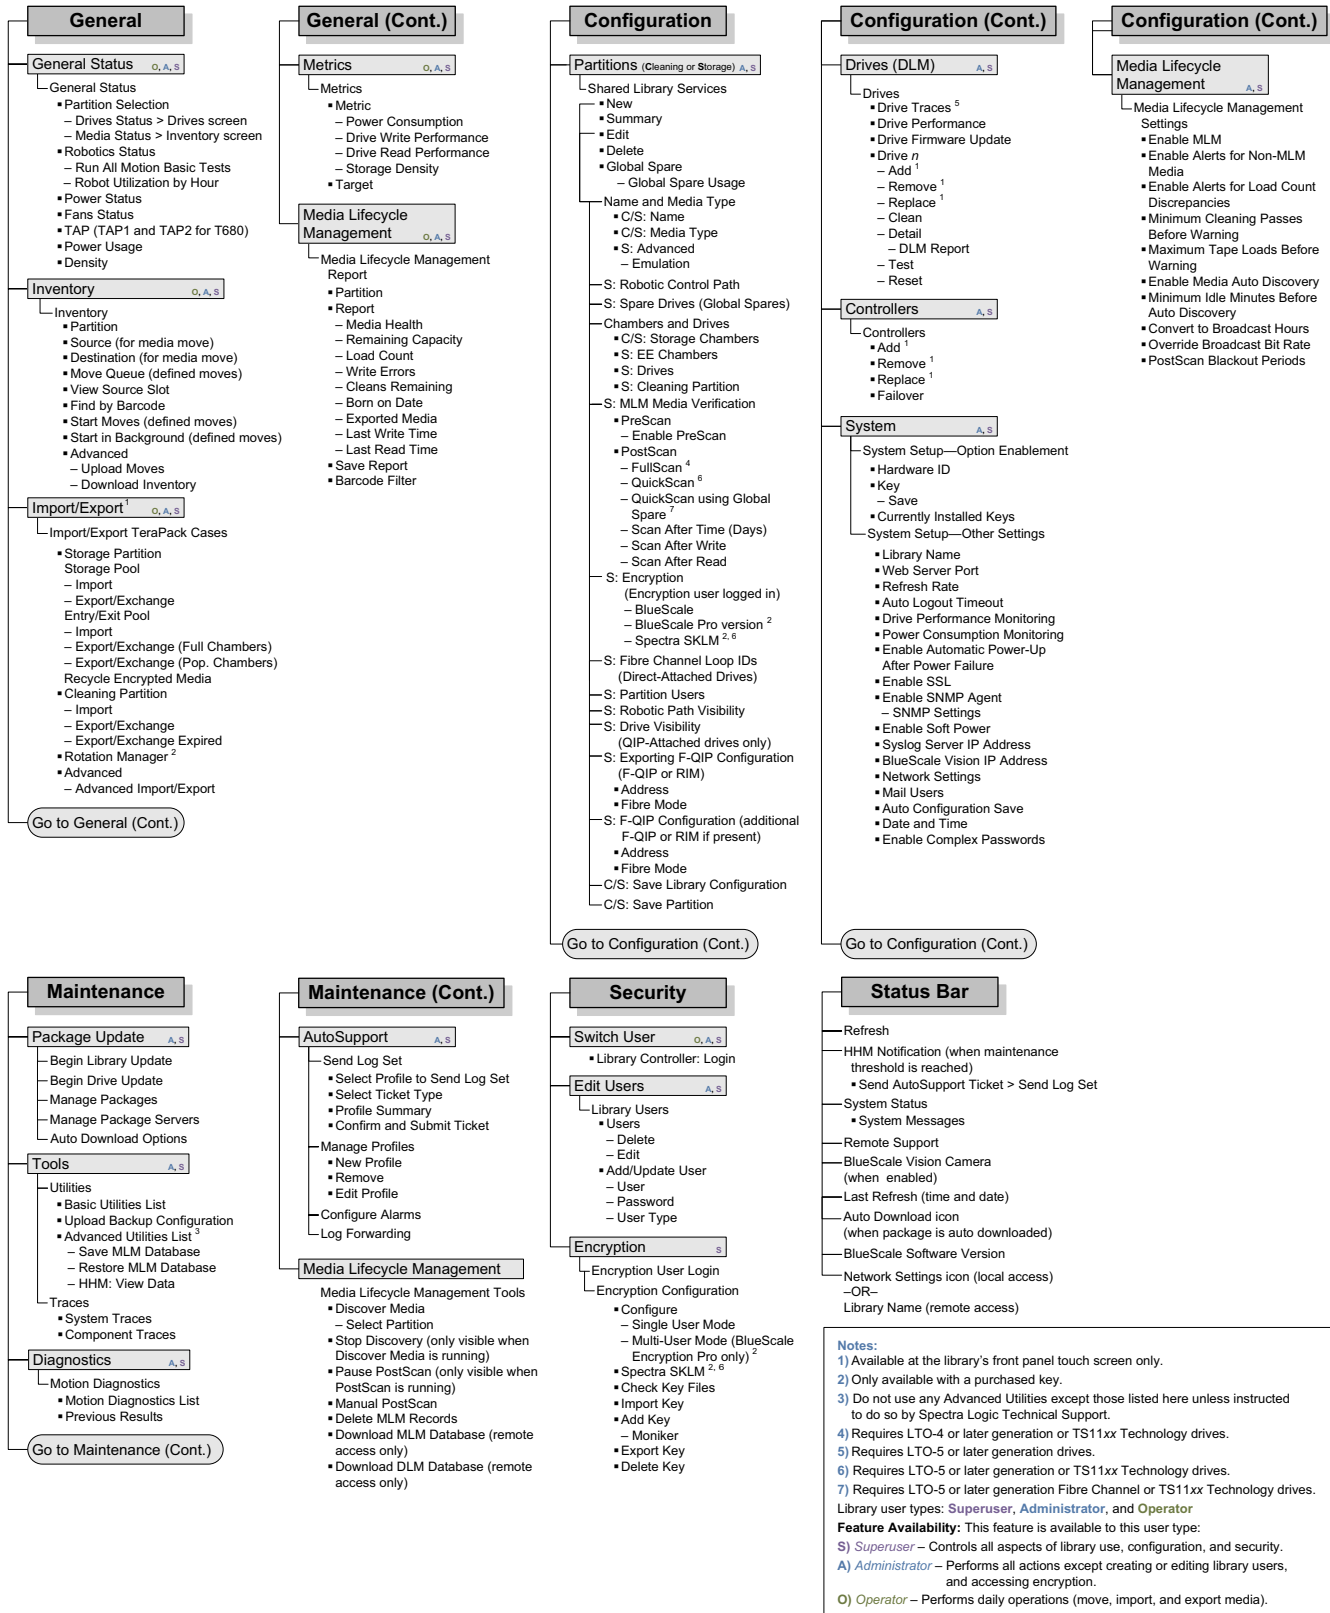 General
General Status O, A, S
General Status
▪ Partition Selection
– Drives Status > Drives screen
– Media Status > Inventory screen
▪ Robotics Status
– Run All Motion Basic Tests
– Robot Utilization by Hour
▪ Power Status
▪ Fans Status
▪ TAP (TAP1 and TAP2 for T680)
▪ Power Usage
▪ Density
Inventory O, A, S
Inventory
▪ Partition
▪ Source (for media move)
▪ Destination (for media move)
▪ Move Queue (defined moves)
▪ View Source Slot
▪ Find by Barcode
▪ Start Moves (defined moves)
▪ Start in Background (defined moves)
▪ Advanced
– Upload Moves
– Download Inventory
Import/Export 1 O, A, S
Import/Export TeraPack Cases
▪ Storage Partition
Storage Pool
– Import
– Export/Exchange
Entry/Exit Pool
– Import
– Export/Exchange (Full Chambers)
– Export/Exchange (Pop. Chambers)
Recycle Encrypted Media
▪ Cleaning Partition
– Import
– Export/Exchange
– Export/Exchange Expired
▪ Rotation Manager 2
▪ Advanced
– Advanced Import/Export
Go to General (Cont.)
General (Cont.)
Metrics O, A, S
Metrics
▪ Metric
– Power Consumption
– Drive Write Performance
– Drive Read Performance
– Storage Density
▪ Target
Media Lifecycle
Management O, A, S
Media Lifecycle Management
Report
▪ Partition
▪ Report
– Media Health
– Remaining Capacity
– Load Count
– Write Errors
– Cleans Remaining
– Born on Date
– Exported Media
– Last Write Time
– Last Read Time
▪ Save Report
▪ Barcode Filter
Configuration
Partitions (Cleaning or Storage) A, S
Shared Library Services
▪ New
▪ Summary
▪ Edit
▪ Delete
▪ Global Spare
– Global Spare Usage
Name and Media Type
▪ C/S: Name
▪ C/S: Media Type
▪ S: Advanced
– Emulation
S: Robotic Control Path
S: Spare Drives (Global Spares)
Chambers and Drives
▪ C/S: Storage Chambers
▪ S: EE Chambers
▪ S: Drives
▪ S: Cleaning Partition
S: MLM Media Verification
▪ PreScan
– Enable PreScan
▪ PostScan
– FullScan 4
– QuickScan 6
– QuickScan using Global
Spare 7
– Scan After Time (Days)
– Scan After Write
– Scan After Read
S: Encryption
(Encryption user logged in)
– BlueScale
– BlueScale Pro version 2
– Spectra SKLM 2, 6
S: Fibre Channel Loop IDs
(Direct-Attached Drives)
S: Partition Users
S: Robotic Path Visibility
S: Drive Visibility
(QIP-Attached drives only)
S: Exporting F-QIP Configuration
(F-QIP or RIM)
▪ Address
▪ Fibre Mode
S: F-QIP Configuration (additional
F-QIP or RIM if present)
▪ Address
▪ Fibre Mode
C/S: Save Library Configuration
C/S: Save Partition
Go to Configuration (Cont.)
Configuration (Cont.)
Drives (DLM) A, S
Drives
▪ Drive Traces 5
▪ Drive Performance
▪ Drive Firmware Update
▪ Drive n
– Add 1
– Remove 1
– Replace 1
– Clean
– Detail
– DLM Report
– Test
– Reset
Controllers A, S
Controllers
▪ Add 1
▪ Remove 1
▪ Replace 1
▪ Failover
System A, S
System Setup—Option Enablement
▪ Hardware ID
▪ Key
– Save
▪ Currently Installed Keys
System Setup—Other Settings
▪ Library Name
▪ Web Server Port
▪ Refresh Rate
▪ Auto Logout Timeout
▪ Drive Performance Monitoring
▪ Power Consumption Monitoring
▪ Enable Automatic Power-Up
After Power Failure
▪ Enable SSL
▪ Enable SNMP Agent
– SNMP Settings
▪ Enable Soft Power
▪ Syslog Server IP Address
▪ BlueScale Vision IP Address
▪ Network Settings
▪ Mail Users
▪ Auto Configuration Save
▪ Date and Time
▪ Enable Complex Passwords
Go to Configuration (Cont.)
Configuration (Cont.)
Media Lifecycle
Management A, S
Media Lifecycle Management
Settings
▪ Enable MLM
▪ Enable Alerts for Non-MLM
Media
▪ Enable Alerts for Load Count
Discrepancies
▪ Minimum Cleaning Passes
Before Warning
▪ Maximum Tape Loads Before
Warning
▪ Enable Media Auto Discovery
▪ Minimum Idle Minutes Before
Auto Discovery
▪ Convert to Broadcast Hours
▪ Override Broadcast Bit Rate
▪ PostScan Blackout Periods
Maintenance
Package Update A, S
Begin Library Update
Begin Drive Update
Manage Packages
Manage Package Servers
Auto Download Options
Tools A, S
Utilities
▪ Basic Utilities List
▪ Upload Backup Configuration
▪ Advanced Utilities List 3
– Save MLM Database
– Restore MLM Database
– HHM: View Data
Traces
▪ System Traces
▪ Component Traces
Diagnostics A, S
Motion Diagnostics
▪ Motion Diagnostics List
▪ Previous Results
Go to Maintenance (Cont.)
Maintenance (Cont.)
AutoSupport A, S
Send Log Set
▪ Select Profile to Send Log Set
▪ Select Ticket Type
▪ Profile Summary
▪ Confirm and Submit Ticket
Manage Profiles
▪ New Profile
▪ Remove
▪ Edit Profile
Configure Alarms
Log Forwarding
Media Lifecycle Management
Media Lifecycle Management Tools
▪ Discover Media
– Select Partition
▪ Stop Discovery (only visible when
Discover Media is running)
▪ Pause PostScan (only visible when
PostScan is running)
▪ Manual PostScan
▪ Delete MLM Records
▪ Download MLM Database (remote
access only)
▪ Download DLM Database (remote
access only)
Security
Switch User O, A, S
▪ Library Controller: Login
Edit Users A, S
Library Users
▪ Users
– Delete
– Edit
▪ Add/Update User
– User
– Password
– User Type
Encryption S
Encryption User Login
Encryption Configuration
▪ Configure
– Single User Mode
– Multi-User Mode (BlueScale
Encryption Pro only) 2
▪ Spectra SKLM 2, 6
▪ Check Key Files
▪ Import Key
▪ Add Key
– Moniker
▪ Export Key
▪ Delete Key
Status Bar
Refresh
HHM Notification (when maintenance
threshold is reached)
▪ Send AutoSupport Ticket > Send Log Set
System Status
▪ System Messages
Remote Support
BlueScale Vision Camera
(when enabled)
Last Refresh (time and date)
Auto Download icon
(when package is auto downloaded)
BlueScale Software Version
Network Settings icon (local access)
–OR–
Library Name (remote access)
Notes:
1) Available at the library's front panel touch screen only.
2) Only available with a purchased key.
3) Do not use any Advanced Utilities except those listed here unless instructed
to do so by Spectra Logic Technical Support.
4) Requires LTO-4 or later generation or TS11xx Technology drives.
5) Requires LTO-5 or later generation drives.
6) Requires LTO-5 or later generation or TS11xx Technology drives.
7) Requires LTO-5 or later generation Fibre Channel or TS11xx Technology drives.
Library user types: Superuser, Administrator, and Operator
Feature Availability: This feature is available to this user type:
S) Superuser – Controls all aspects of library use, configuration, and security.
A) Administrator – Performs all actions except creating or editing library users,
and accessing encryption.
O) Operator – Performs daily operations (move, import, and export media).